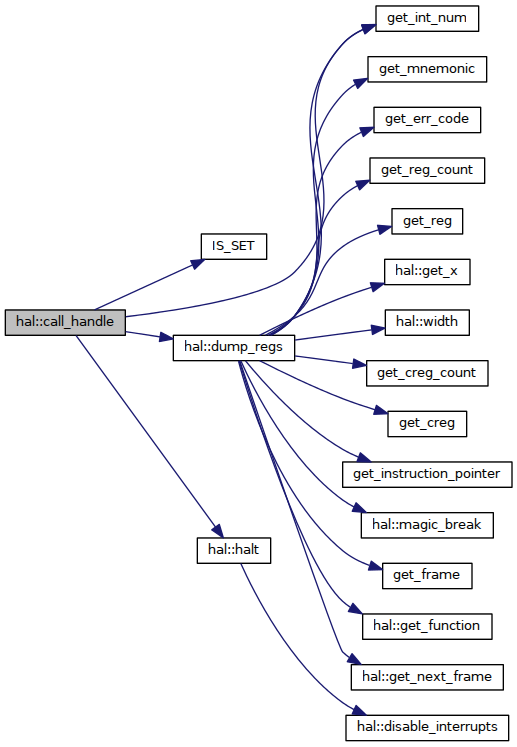 get_int_num
get_mnemonic
get_err_code
get_reg_count
get_reg
IS_SET
hal::get_x
hal::call_handle
hal::width
hal::dump_regs
get_creg_count
get_creg
get_instruction_pointer
hal::magic_break
hal::halt
get_frame
hal::get_function
hal::get_next_frame
hal::disable_interrupts